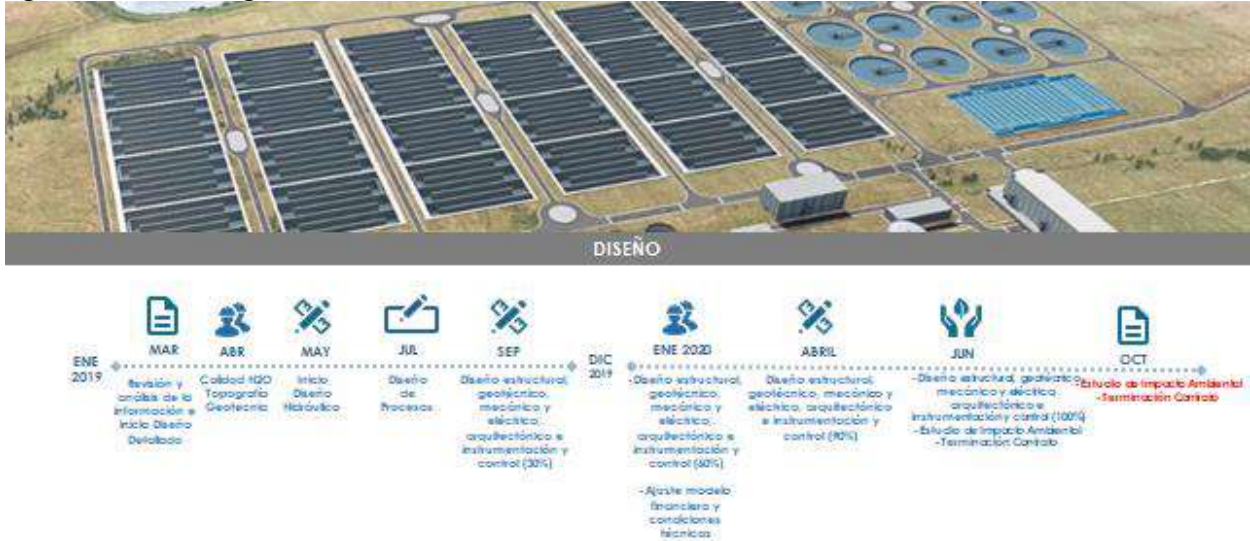 DISEÑO
ENE
2019
MAR
Revisión y
análisis de la
información e
Inicio Diseño
Detallado
ABR
Calidad H2O
Topografía
Geotecnia
MAY
Inicio
Diseño
Hidráulico
JUL
Diseño
de
Procesos
SEP
Diseño estructural,
geotécnico,
mecánico y
eléctrico,
arquitectónico e
instrumentación y
control (30%)
DIC
2019
ENE 2020
-Diseño estructural,
geotécnico,
mecánico y
eléctrico,
arquitectónico e
instrumentación y
control (60%)
-Ajuste modelo
financiero y
condiciones
técnicas
ABRIL
Diseño estructural,
geotécnico, mecánico y
eléctrico, arquitectónico
e instrumentación y
control (90%)
JUN
-Diseño estructural, geotécnico,
mecánico y eléctrico,
arquitectónico e
instrumentación y control (100%)
-Estudio de Impacto Ambiental
-Terminación Contrato
OCT
-Estudio de Impacto Ambiental
-Terminación Contrato